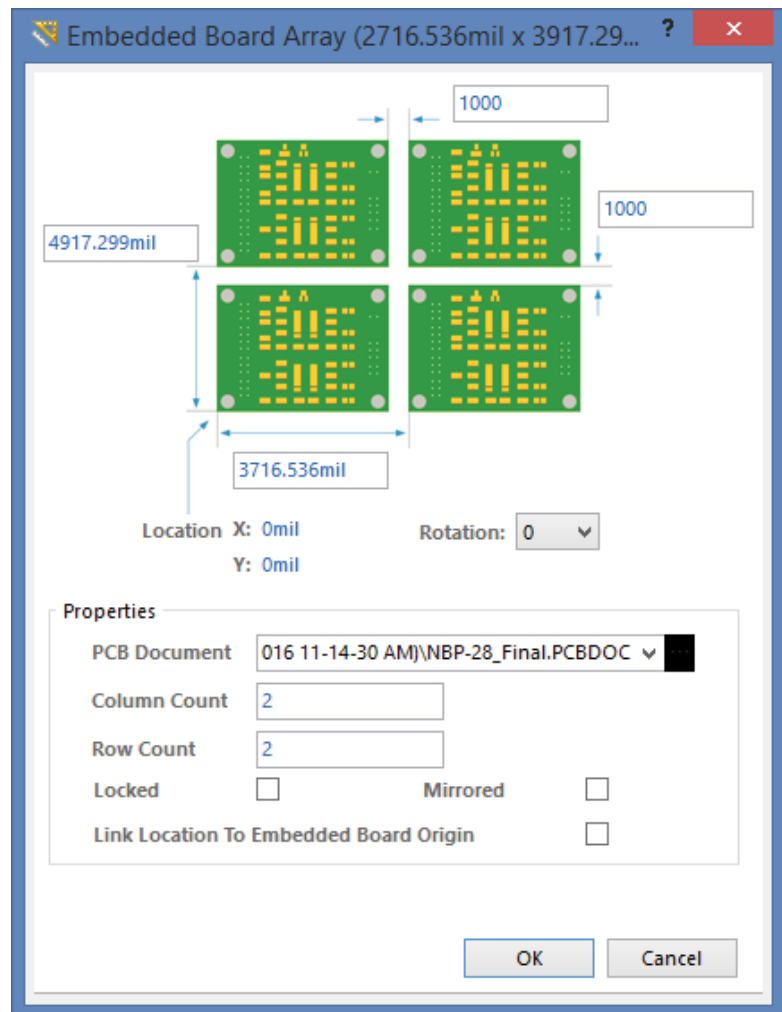 Embedded Board Array (2716.536mil x 3917.29... ? ×
1000
1000
4917.299mil
3716.536mil
Location X: 0mil Rotation: 0
Y: 0mil
Properties
PCB Document 016 11-14-30 AM)\NBP-28_Final.PCBDOC ...
Column Count 2
Row Count 2
Locked Mirrored
Link Location To Embedded Board Origin
OK Cancel